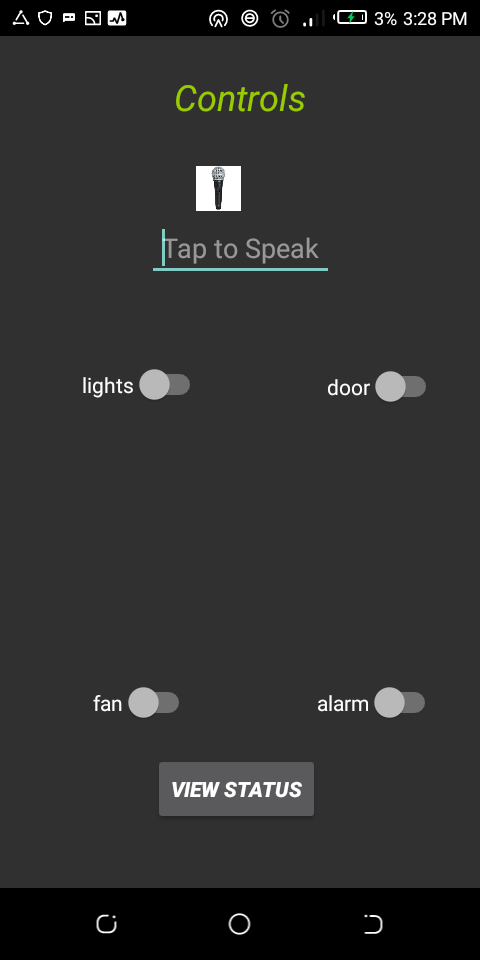 3% 3:28 PM
Controls
Tap to Speak
lights
door
fan
alarm
VIEW STATUS